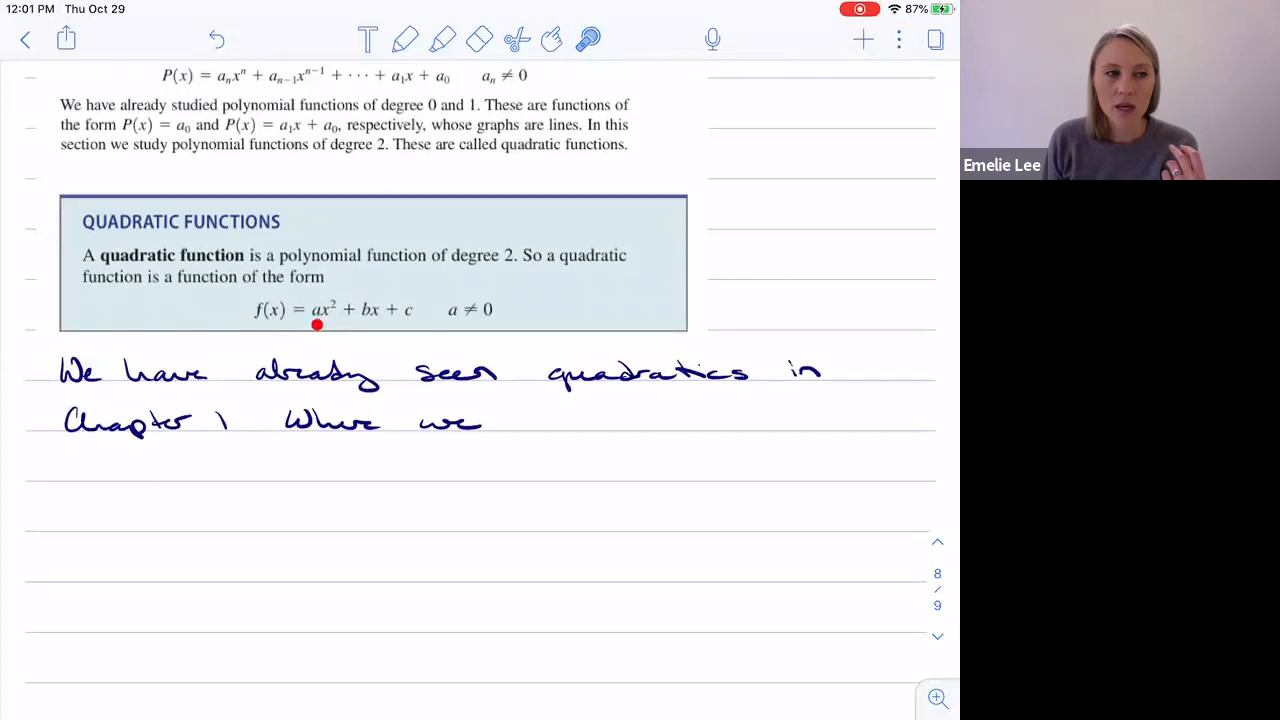 12:01 PM Thu Oct 29
87%
P(x) = aₙxⁿ + aₙ₋₁xⁿ⁻¹ + ··· + a₁x + a₀ aₙ ≠ 0
We have already studied polynomial functions of degree 0 and 1. These are functions of
the form P(x) = a₀ and P(x) = a₁x + a₀, respectively, whose graphs are lines. In this
section we study polynomial functions of degree 2. These are called quadratic functions.
QUADRATIC FUNCTIONS
A quadratic function is a polynomial function of degree 2. So a quadratic
function is a function of the form
f(x) = ax² + bx + c a ≠ 0
We have already seen quadratics in
Chapter 1 where we
8
/
9
Emelie Lee